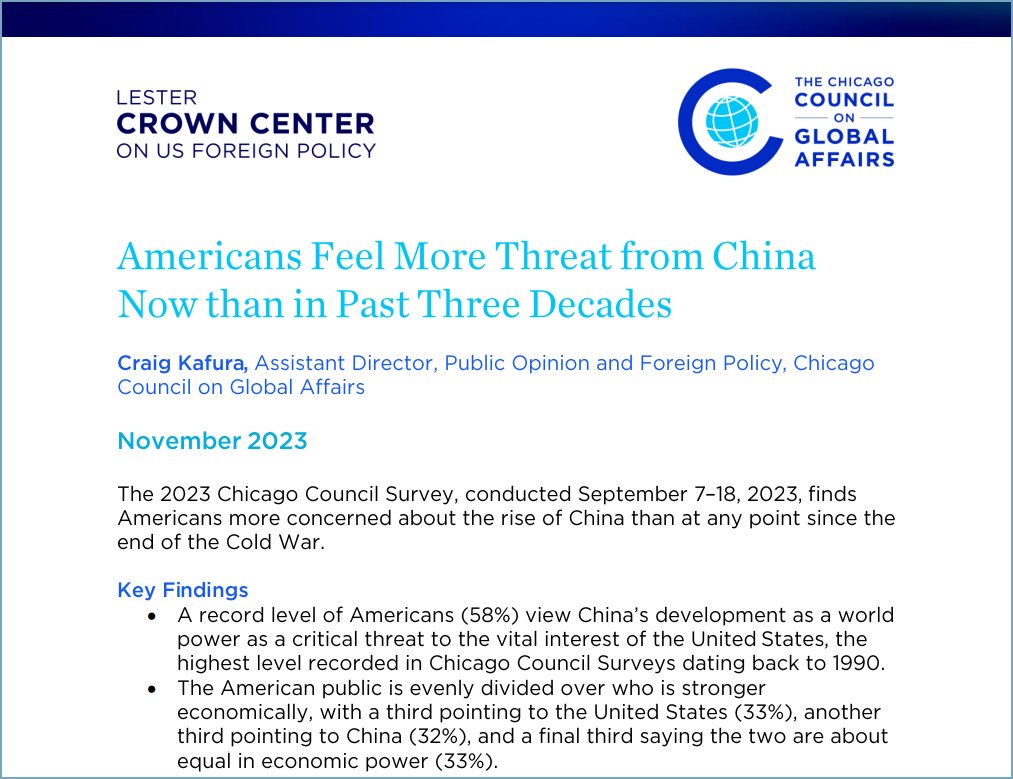 LESTER
CROWN CENTER
ON US FOREIGN POLICY
THE CHICAGO
COUNCIL
ON
GLOBAL
AFFAIRS
Americans Feel More Threat from China
Now than in Past Three Decades
Craig Kafura, Assistant Director, Public Opinion and Foreign Policy, Chicago
Council on Global Affairs
November 2023
The 2023 Chicago Council Survey, conducted September 7–18, 2023, finds
Americans more concerned about the rise of China than at any point since the
end of the Cold War.
Key Findings
• A record level of Americans (58%) view China’s development as a world
power as a critical threat to the vital interest of the United States, the
highest level recorded in Chicago Council Surveys dating back to 1990.
• The American public is evenly divided over who is stronger
economically, with a third pointing to the United States (33%), another
third pointing to China (32%), and a final third saying the two are about
equal in economic power (33%).